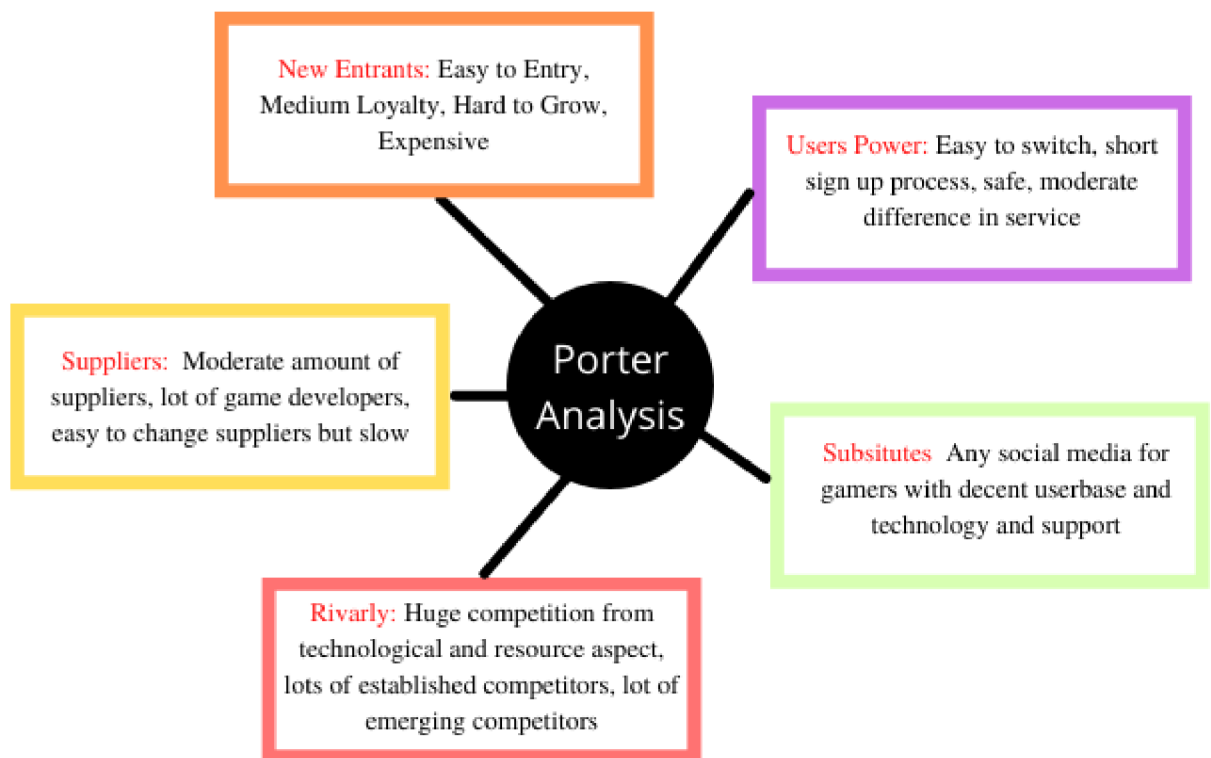 New Entrants: Easy to Entry,
Medium Loyalty, Hard to Grow,
Expensive
Users Power: Easy to switch, short
sign up process, safe, moderate
difference in service
Porter
Analysis
Suppliers: Moderate amount of
suppliers, lot of game developers,
easy to change suppliers but slow
Subsitutes Any social media for
gamers with decent userbase and
technology and support
Rivarly: Huge competition from
technological and resource aspect,
lots of established competitors, lot of
emerging competitors